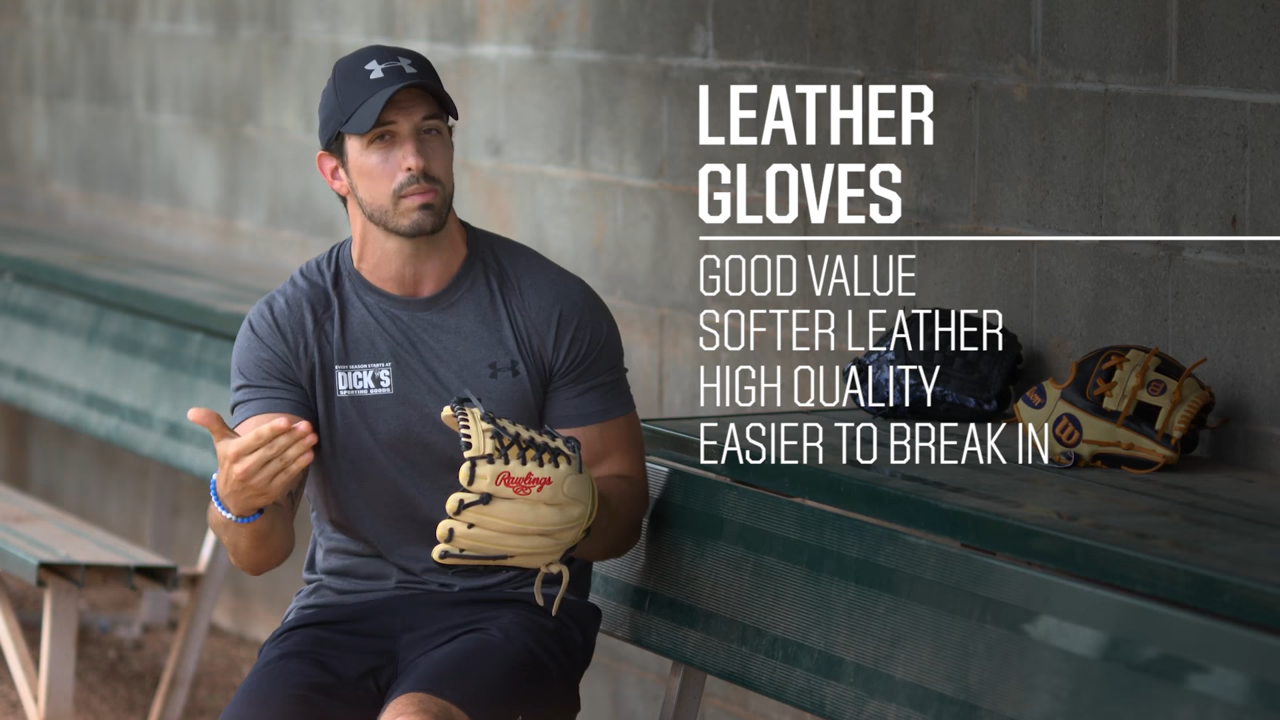 LEATHER
GLOVES
GOOD VALUE
SOFTER LEATHER
HIGH QUALITY
EASIER TO BREAK IN
EVERY SEASON STARTS AT
DICK'S
SPORTING GOODS
Rawlings
Wilson
W
W